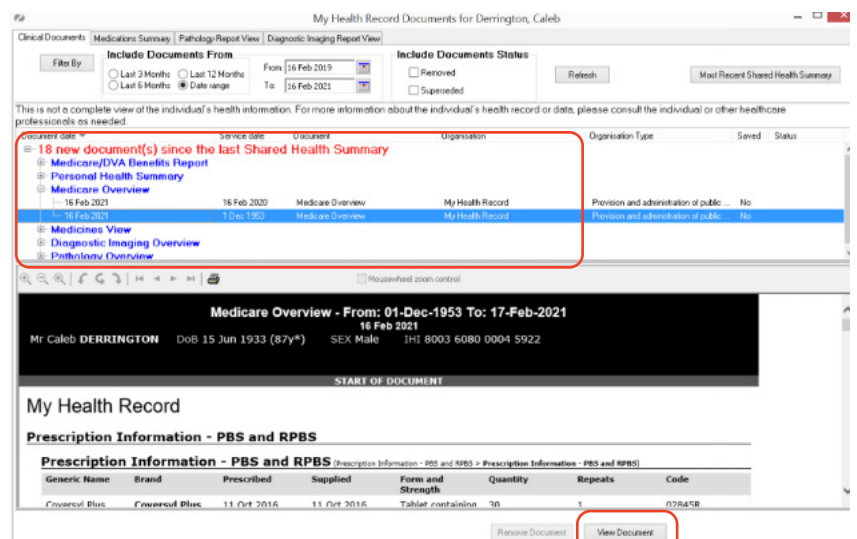 My Health Record Documents for Derrington, Caleb
Clinical Documents Medications Summary Pathology Report View Diagnostic Imaging Report View
Include Documents From
Include Documents Status
Filter By
Last 3 Months Last 12 Months From: 16 Feb 2019
Removed
Refresh
Most Recent Shared Health Summary
Last 6 Months Date range To: 16 Feb 2021
Superseded
This is not a complete view of the individual's health information. For more information about the individual's health record or data, please consult the individual or other healthcare
professionals as needed.
Document date Service date Document Organisation Organisation Type Saved Status
18 new document(s) since the last Shared Health Summary
Medicare/DVA Benefits Report
Personal Health Summary
Medicare Overview
16 Feb 2021 16 Feb 2020 Medicare Overview My Health Record Provision and administration of public ... No
16 Feb 2021 1 Dec 1953 Medicare Overview My Health Record Provision and administration of public ... No
Medicines View
Diagnostic Imaging Overview
Pathology Overview
Mousewheel zoom control
Medicare Overview - From: 01-Dec-1953 To: 17-Feb-2021
16 Feb 2021
Mr Caleb DERRINGTON DoB 15 Jun 1933 (87y*) SEX Male IHI 8003 6080 0004 5922
START OF DOCUMENT
My Health Record
Prescription Information - PBS and RPBS
Prescription Information - PBS and RPBS (Prescription Information - PBS and RPBS > Prescription Information - PBS and RPBS)
Generic Name Brand Prescribed Supplied Form and Strength Quantity Repeats Code
Coversyl Plus Coversyl Plus 11 Oct 2016 11 Oct 2016 Tablet containing 30 1 02845R
Remove Document View Document